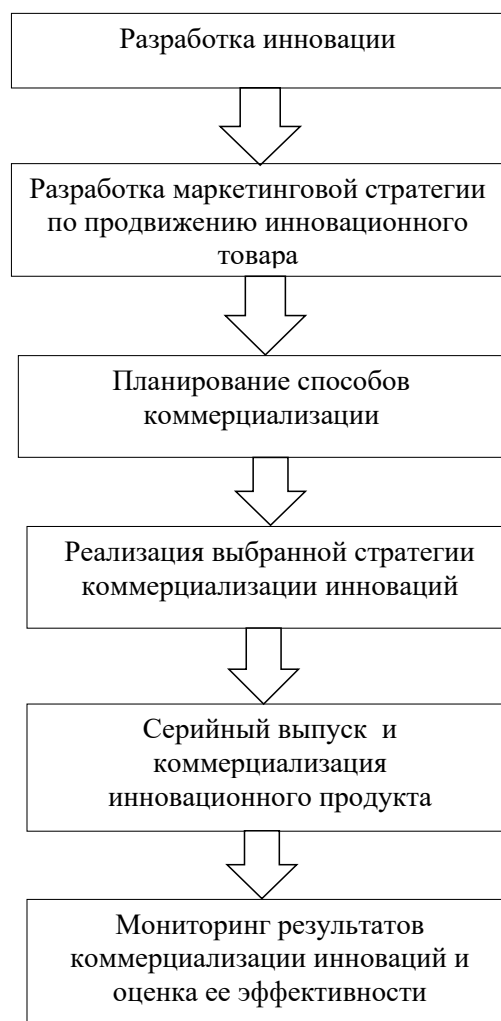 Разработка инновации
Разработка маркетинговой стратегии
по продвижению инновационного
товара
Планирование способов
коммерциализации
Реализация выбранной стратегии
коммерциализации инноваций
Серийный выпуск  и
коммерциализация
инновационного продукта
Мониторинг результатов
коммерциализации инноваций и
оценка ее эффективности